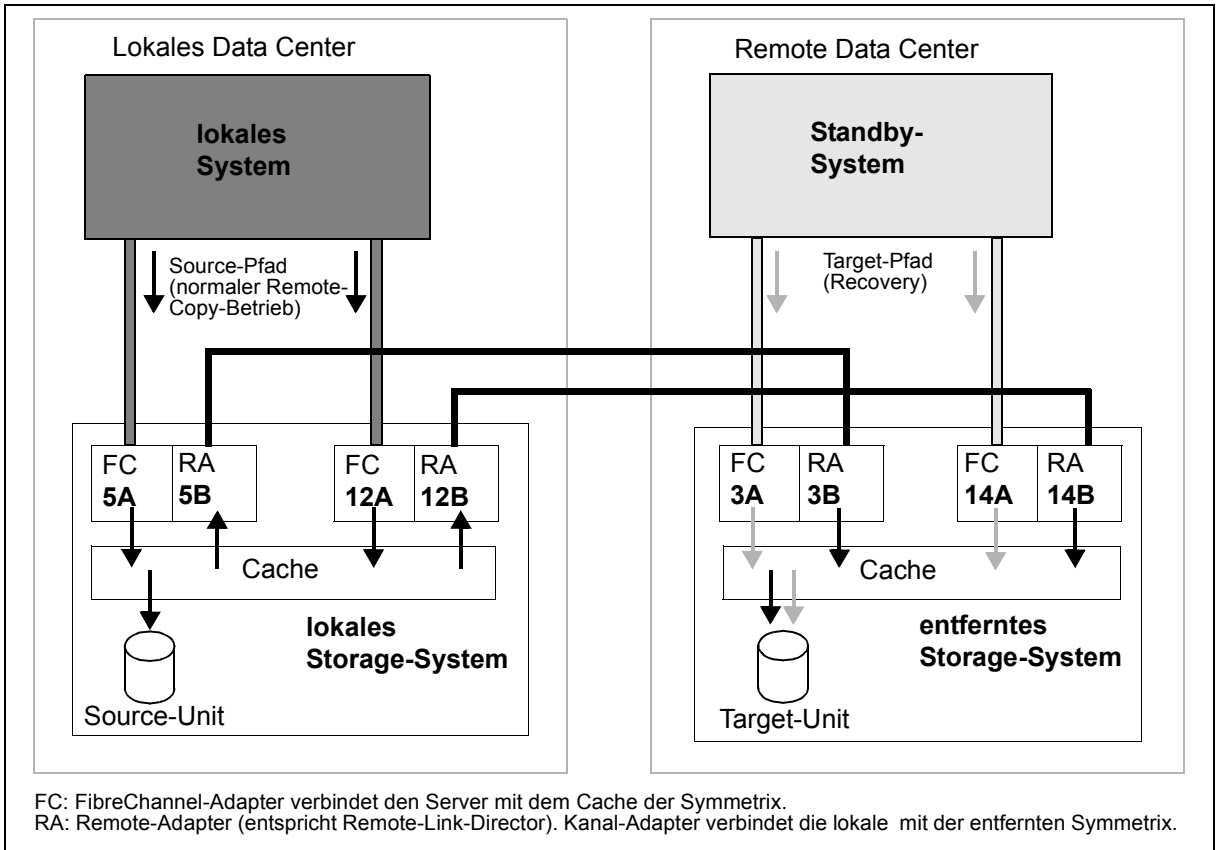 Lokales Data Center
Remote Data Center
lokales
System
Standby-
System
Source-Pfad
(normaler Remote-
Copy-Betrieb)
Target-Pfad
(Recovery)
FC
5A
RA
5B
FC
12A
RA
12B
FC
3A
RA
3B
FC
14A
RA
14B
Cache
Cache
lokales
Storage-System
entferntes
Storage-System
Source-Unit
Target-Unit
FC: FibreChannel-Adapter verbindet den Server mit dem Cache der Symmetrix.
RA: Remote-Adapter (entspricht Remote-Link-Director). Kanal-Adapter verbindet die lokale  mit der entfernten Symmetrix.